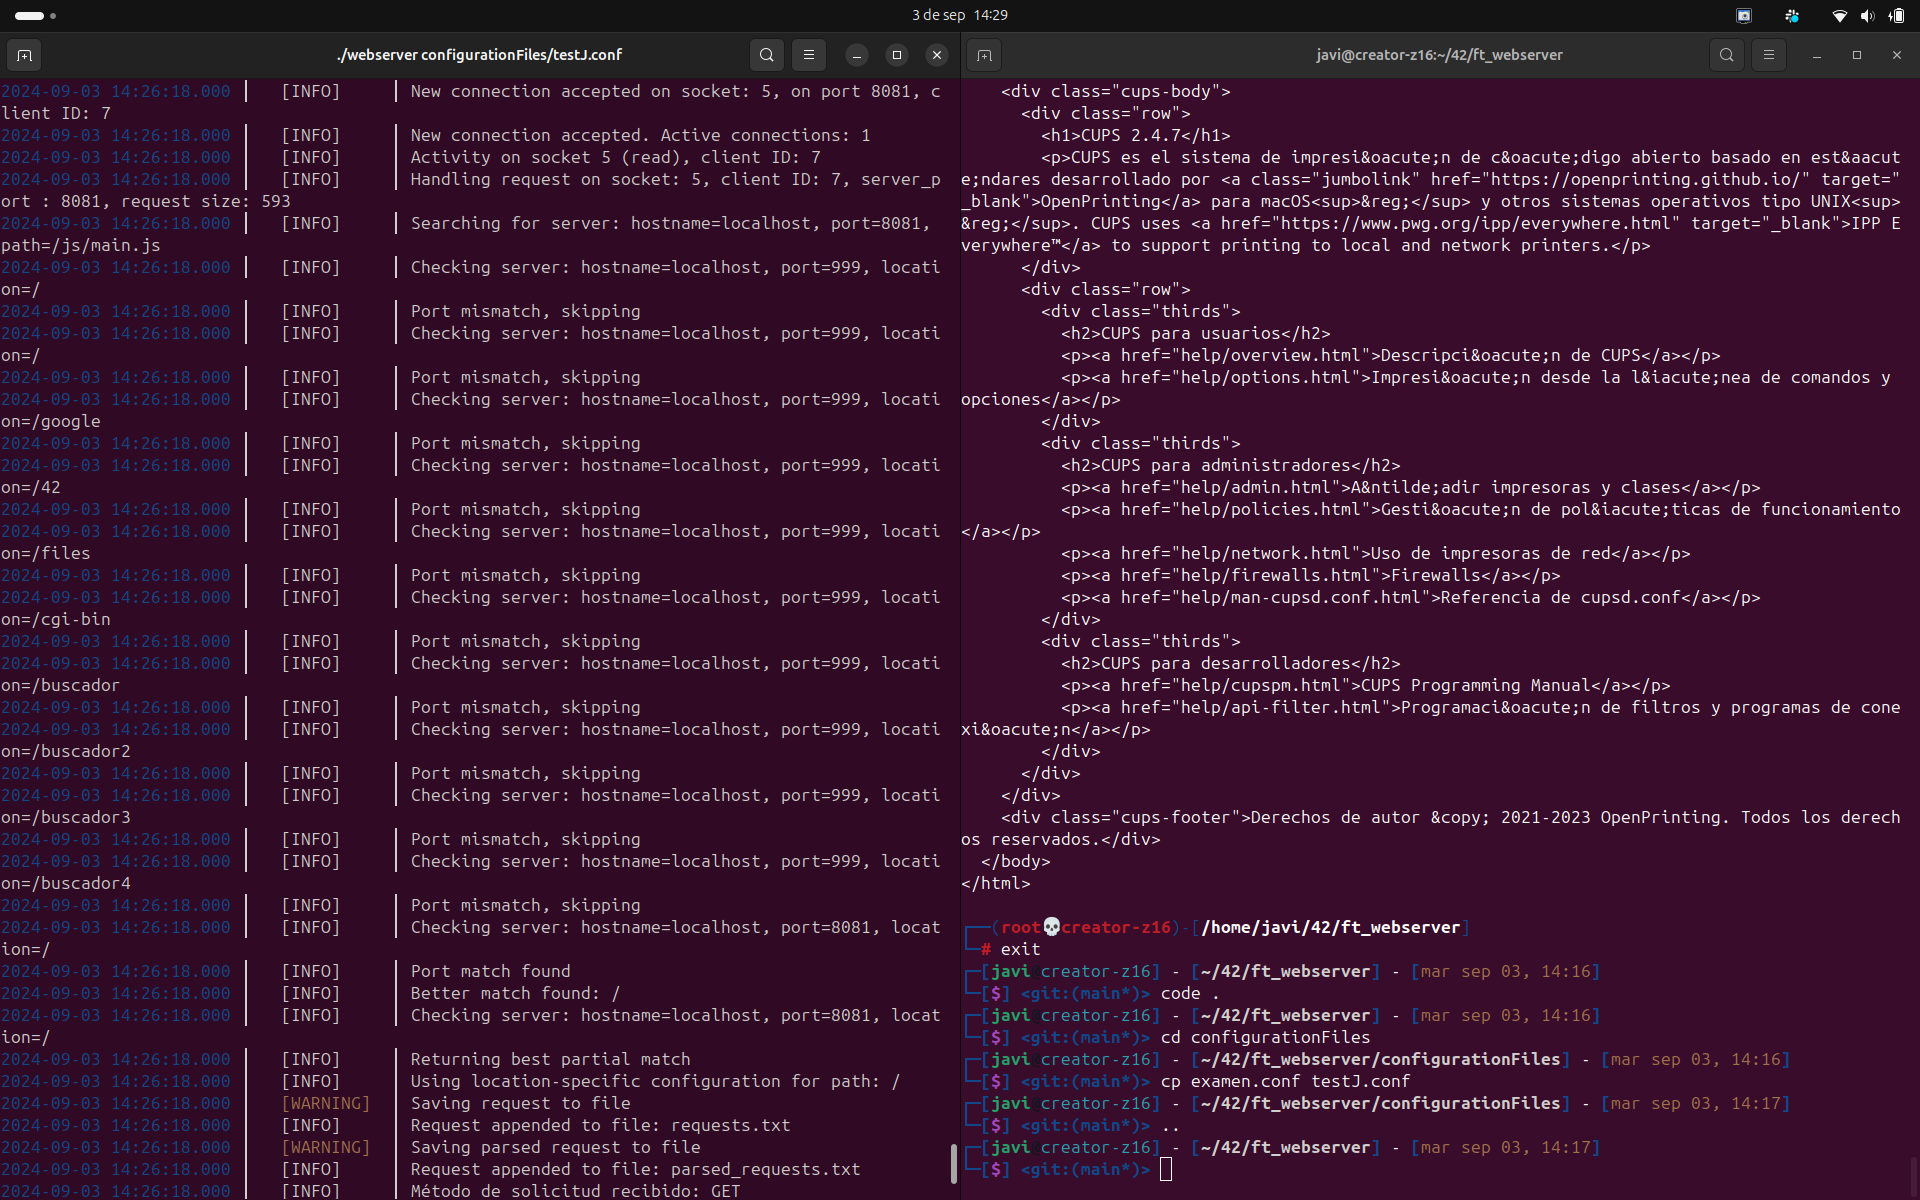 3 de sep 14:29
./webserver configurationFiles/testJ.conf
2024-09-03 14:26:18.000 [INFO] New connection accepted on socket: 5, on port 8081, c
lient ID: 7
2024-09-03 14:26:18.000 [INFO] New connection accepted. Active connections: 1
2024-09-03 14:26:18.000 [INFO] Activity on socket 5 (read), client ID: 7
2024-09-03 14:26:18.000 [INFO] Handling request on socket: 5, client ID: 7, server_p
ort : 8081, request size: 593
2024-09-03 14:26:18.000 [INFO] Searching for server: hostname=localhost, port=8081,
path=/js/main.js
2024-09-03 14:26:18.000 [INFO] Checking server: hostname=localhost, port=999, locati
on=/
2024-09-03 14:26:18.000 [INFO] Port mismatch, skipping
2024-09-03 14:26:18.000 [INFO] Checking server: hostname=localhost, port=999, locati
on=/
2024-09-03 14:26:18.000 [INFO] Port mismatch, skipping
2024-09-03 14:26:18.000 [INFO] Checking server: hostname=localhost, port=999, locati
on=/google
2024-09-03 14:26:18.000 [INFO] Port mismatch, skipping
2024-09-03 14:26:18.000 [INFO] Checking server: hostname=localhost, port=999, locati
on=/42
2024-09-03 14:26:18.000 [INFO] Port mismatch, skipping
2024-09-03 14:26:18.000 [INFO] Checking server: hostname=localhost, port=999, locati
on=/files
2024-09-03 14:26:18.000 [INFO] Port mismatch, skipping
2024-09-03 14:26:18.000 [INFO] Checking server: hostname=localhost, port=999, locati
on=/cgi-bin
2024-09-03 14:26:18.000 [INFO] Port mismatch, skipping
2024-09-03 14:26:18.000 [INFO] Checking server: hostname=localhost, port=999, locati
on=/buscador
2024-09-03 14:26:18.000 [INFO] Port mismatch, skipping
2024-09-03 14:26:18.000 [INFO] Checking server: hostname=localhost, port=999, locati
on=/buscador2
2024-09-03 14:26:18.000 [INFO] Port mismatch, skipping
2024-09-03 14:26:18.000 [INFO] Checking server: hostname=localhost, port=999, locati
on=/buscador3
2024-09-03 14:26:18.000 [INFO] Port mismatch, skipping
2024-09-03 14:26:18.000 [INFO] Checking server: hostname=localhost, port=999, locati
on=/buscador4
2024-09-03 14:26:18.000 [INFO] Port mismatch, skipping
2024-09-03 14:26:18.000 [INFO] Checking server: hostname=localhost, port=8081, locat
ion=/
2024-09-03 14:26:18.000 [INFO] Port match found
2024-09-03 14:26:18.000 [INFO] Better match found: /
2024-09-03 14:26:18.000 [INFO] Checking server: hostname=localhost, port=8081, locat
ion=/
2024-09-03 14:26:18.000 [INFO] Returning best partial match
2024-09-03 14:26:18.000 [INFO] Using location-specific configuration for path: /
2024-09-03 14:26:18.000 [WARNING] Saving request to file
2024-09-03 14:26:18.000 [INFO] Request appended to file: requests.txt
2024-09-03 14:26:18.000 [WARNING] Saving parsed request to file
2024-09-03 14:26:18.000 [INFO] Request appended to file: parsed_requests.txt
2024-09-03 14:26:18.000 [INFO] Método de solicitud recibido: GET
javi@creator-z16:~/42/ft_webserver
<div class="cups-body">
<div class="row">
<h1>CUPS 2.4.7</h1>
<p>CUPS es el sistema de impresi&oacute;n de c&oacute;digo abierto basado en est&aacut
e;ndares desarrollado por <a class="jumbolink" href="https://openprinting.github.io/" target="
_blank">OpenPrinting</a> para macOS<sup>&reg;</sup> y otros sistemas operativos tipo UNIX<sup>
&reg;</sup>. CUPS uses <a href="https://www.pwg.org/ipp/everywhere.html" target="_blank">IPP E
verywhere™</a> to support printing to local and network printers.</p>
</div>
<div class="row">
<div class="thirds">
<h2>CUPS para usuarios</h2>
<p><a href="help/overview.html">Descripci&oacute;n de CUPS</a></p>
<p><a href="help/options.html">Impresi&oacute;n desde la l&iacute;nea de comandos y
opciones</a></p>
</div>
<div class="thirds">
<h2>CUPS para administradores</h2>
<p><a href="help/admin.html">A&ntilde;adir impresoras y clases</a></p>
<p><a href="help/policies.html">Gesti&oacute;n de pol&iacute;ticas de funcionamiento
</a></p>
<p><a href="help/network.html">Uso de impresoras de red</a></p>
<p><a href="help/firewalls.html">Firewalls</a></p>
<p><a href="help/man-cupsd.conf.html">Referencia de cupsd.conf</a></p>
</div>
<div class="thirds">
<h2>CUPS para desarrolladores</h2>
<p><a href="help/cupspm.html">CUPS Programming Manual</a></p>
<p><a href="help/api-filter.html">Programaci&oacute;n de filtros y programas de cone
xi&oacute;n</a></p>
</div>
</div>
</div>
<div class="cups-footer">Derechos de autor &copy; 2021-2023 OpenPrinting. Todos los derech
os reservados.</div>
</body>
</html>
┌──(root💀creator-z16)-[/home/javi/42/ft_webserver]
└─# exit
┌─[javi creator-z16] - [~/42/ft_webserver] - [mar sep 03, 14:16]
└─[$] <git:(main*)> code .
┌─[javi creator-z16] - [~/42/ft_webserver] - [mar sep 03, 14:16]
└─[$] <git:(main*)> cd configurationFiles
┌─[javi creator-z16] - [~/42/ft_webserver/configurationFiles] - [mar sep 03, 14:16]
└─[$] <git:(main*)> cp examen.conf testJ.conf
┌─[javi creator-z16] - [~/42/ft_webserver/configurationFiles] - [mar sep 03, 14:17]
└─[$] <git:(main*)> ..
┌─[javi creator-z16] - [~/42/ft_webserver] - [mar sep 03, 14:17]
└─[$] <git:(main*)>